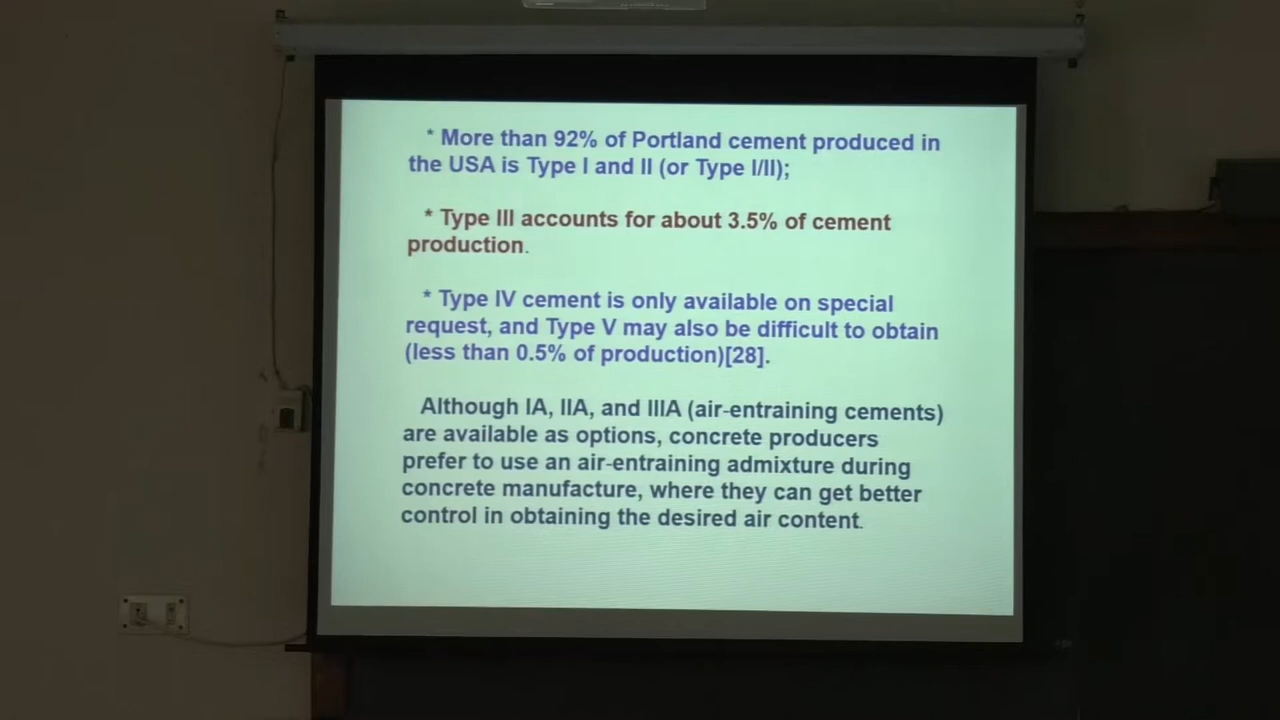 * More than 92% of Portland cement produced in
the USA is Type I and II (or Type I/II);
* Type III accounts for about 3.5% of cement
production.
* Type IV cement is only available on special
request, and Type V may also be difficult to obtain
(less than 0.5% of production)[28].
Although IA, IIA, and IIIA (air-entraining cements)
are available as options, concrete producers
prefer to use an air-entraining admixture during
concrete manufacture, where they can get better
control in obtaining the desired air content.